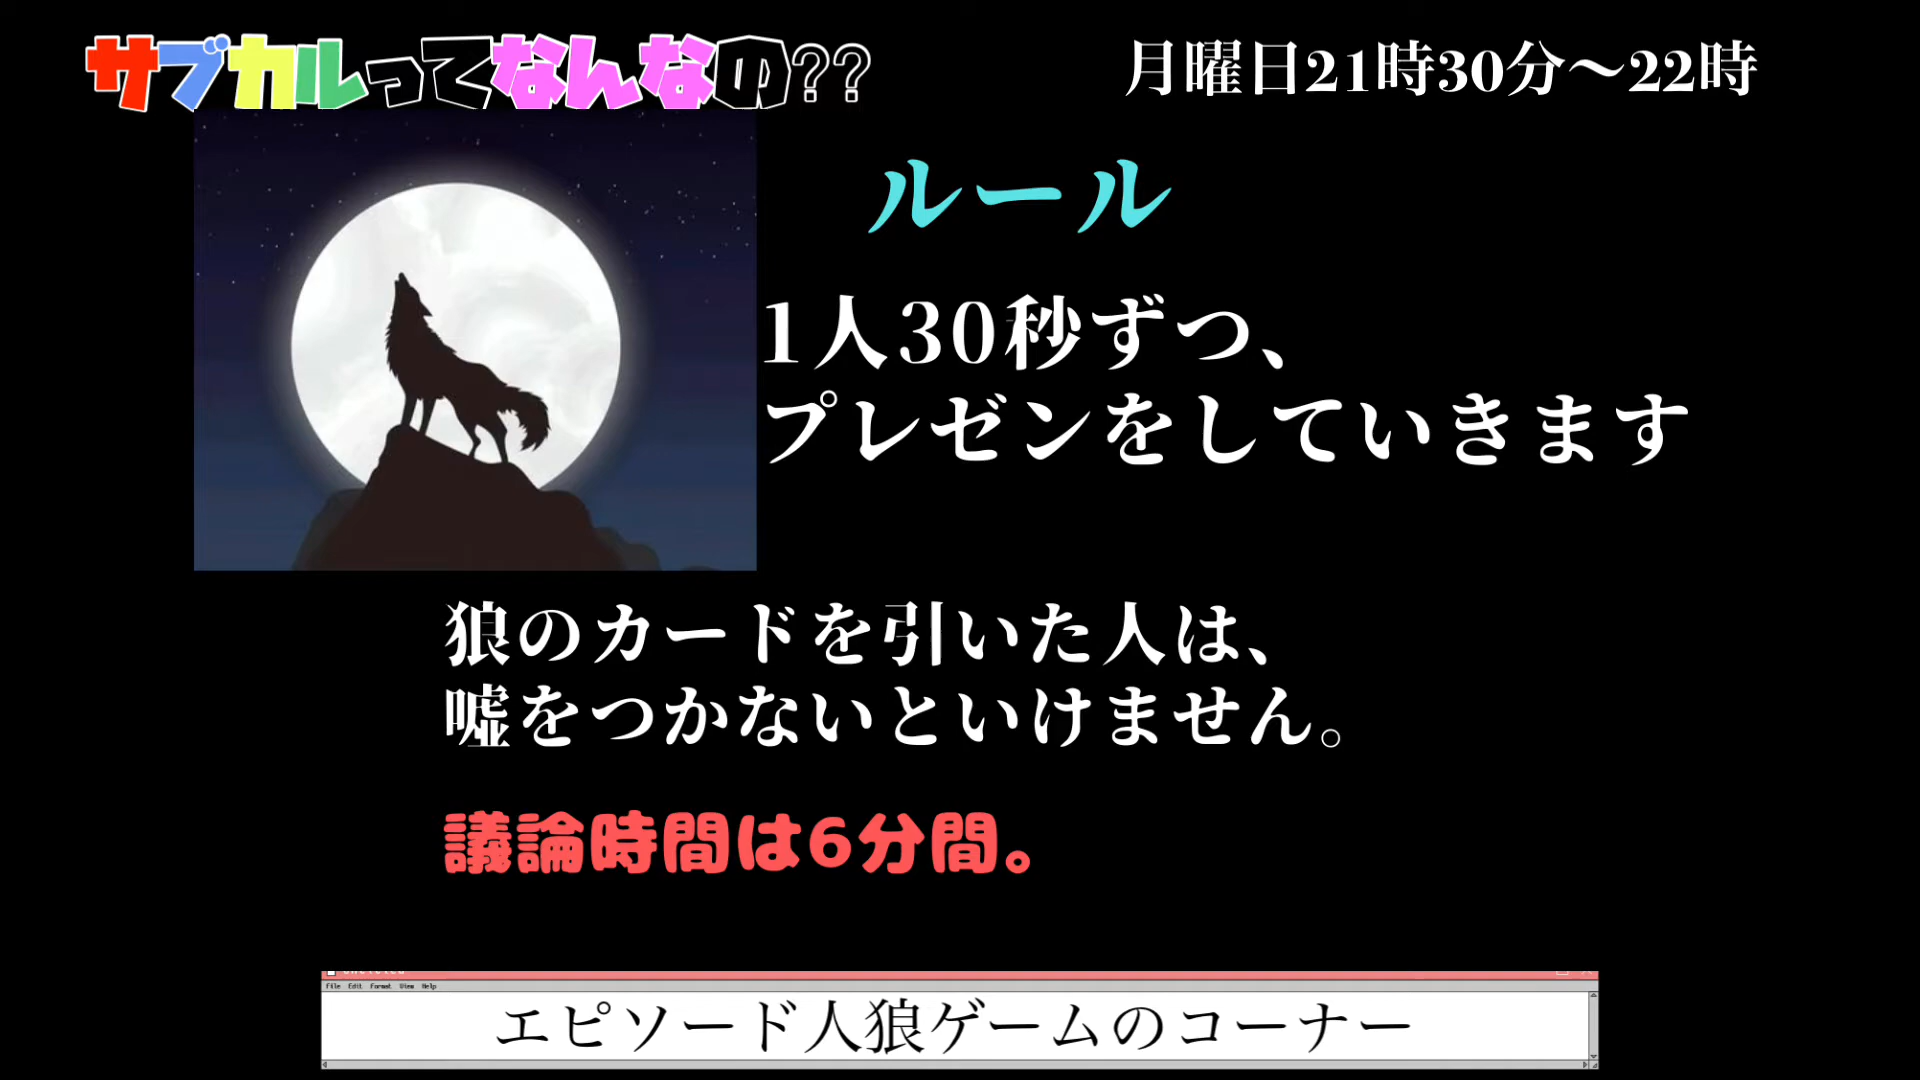 サブカルってなんなの??
月曜日21時30分～22時
ルール
1人30秒ずつ、
プレゼンをしていきます
狼のカードを引いた人は、
嘘をつかないといけません。
議論時間は6分間。
File Edit Format View Help
エピソード人狼ゲームのコーナー